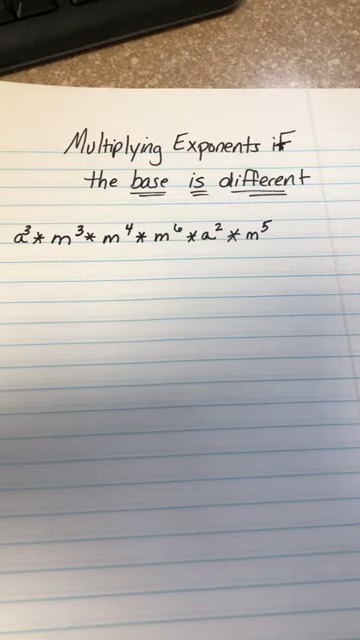 Multiplying Exponents if
the base is different
a³ * m³ * m⁴ * m⁶ * a² * m⁵